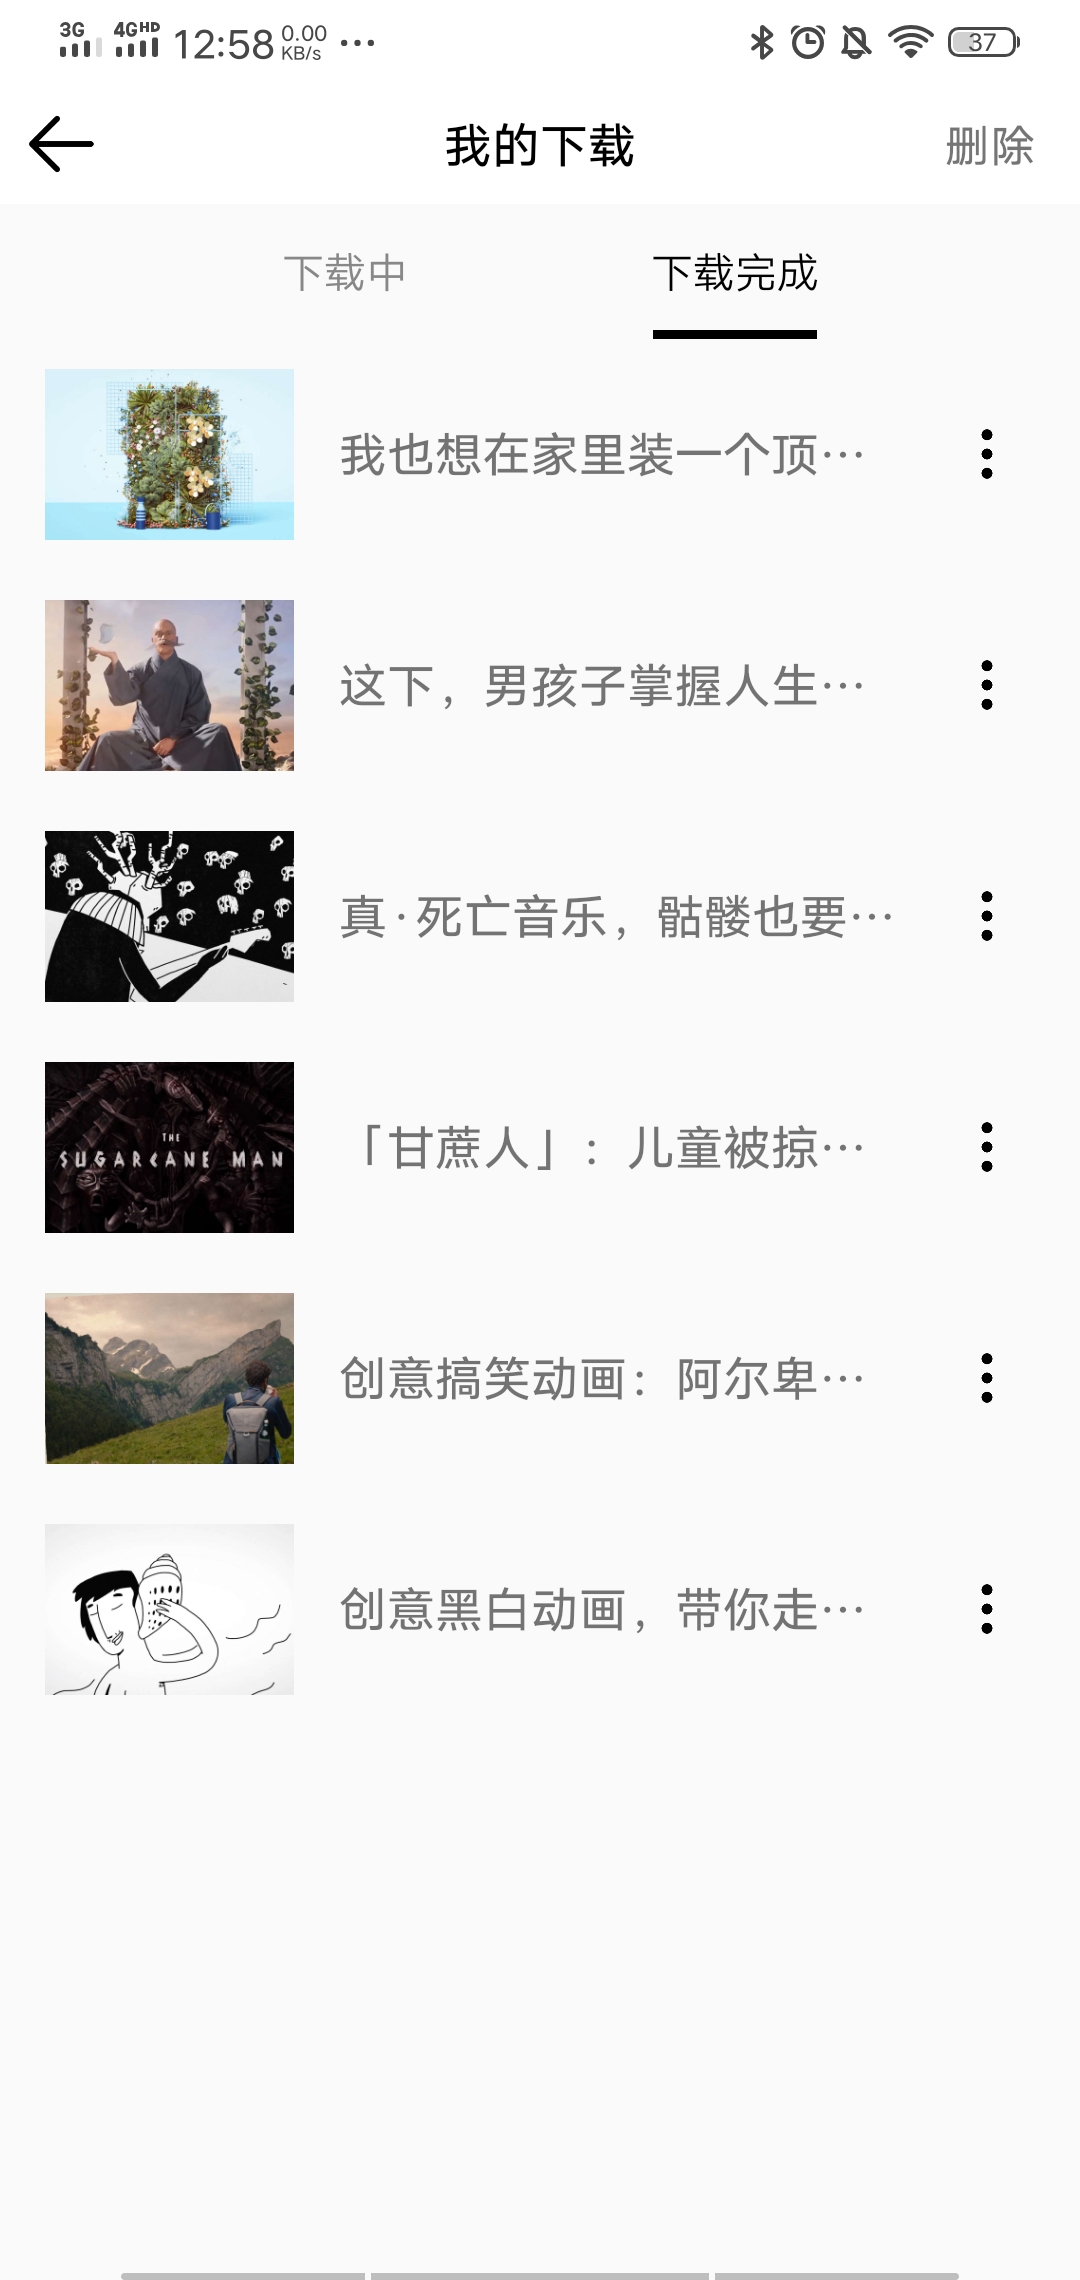 3G 4GHD 12:58 0.00 KB/s ··· 37
我的下载
删除
下载中
下载完成
我也想在家里装一个顶…
这下，男孩子掌握人生…
真·死亡音乐，骷髅也要…
THE
SUGARCANE MAN
「甘蔗人」：儿童被掠…
创意搞笑动画：阿尔卑…
创意黑白动画，带你走…